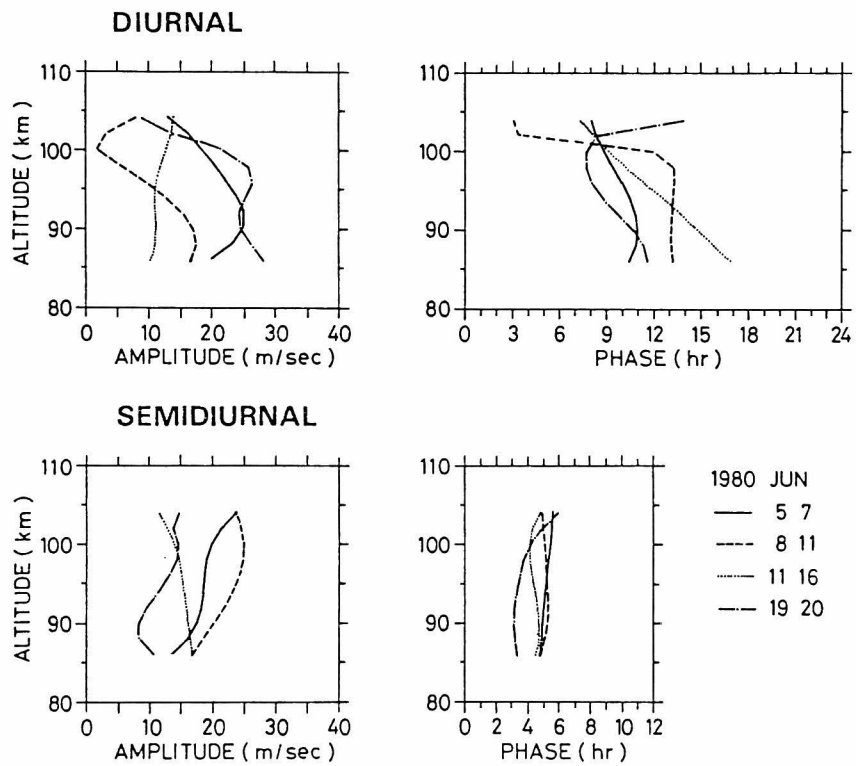 DIURNAL
ALTITUDE (km)
110
100
90
80
0 10 20 30 40
AMPLITUDE (m/sec)
110
100
90
80
0 3 6 9 12 15 18 21 24
PHASE (hr)
SEMIDIURNAL
ALTITUDE (km)
110
100
90
80
0 10 20 30 40
AMPLITUDE (m/sec)
110
100
90
80
0 2 4 6 8 10 12
PHASE (hr)
1980 JUN
5 7
8 11
11 16
19 20